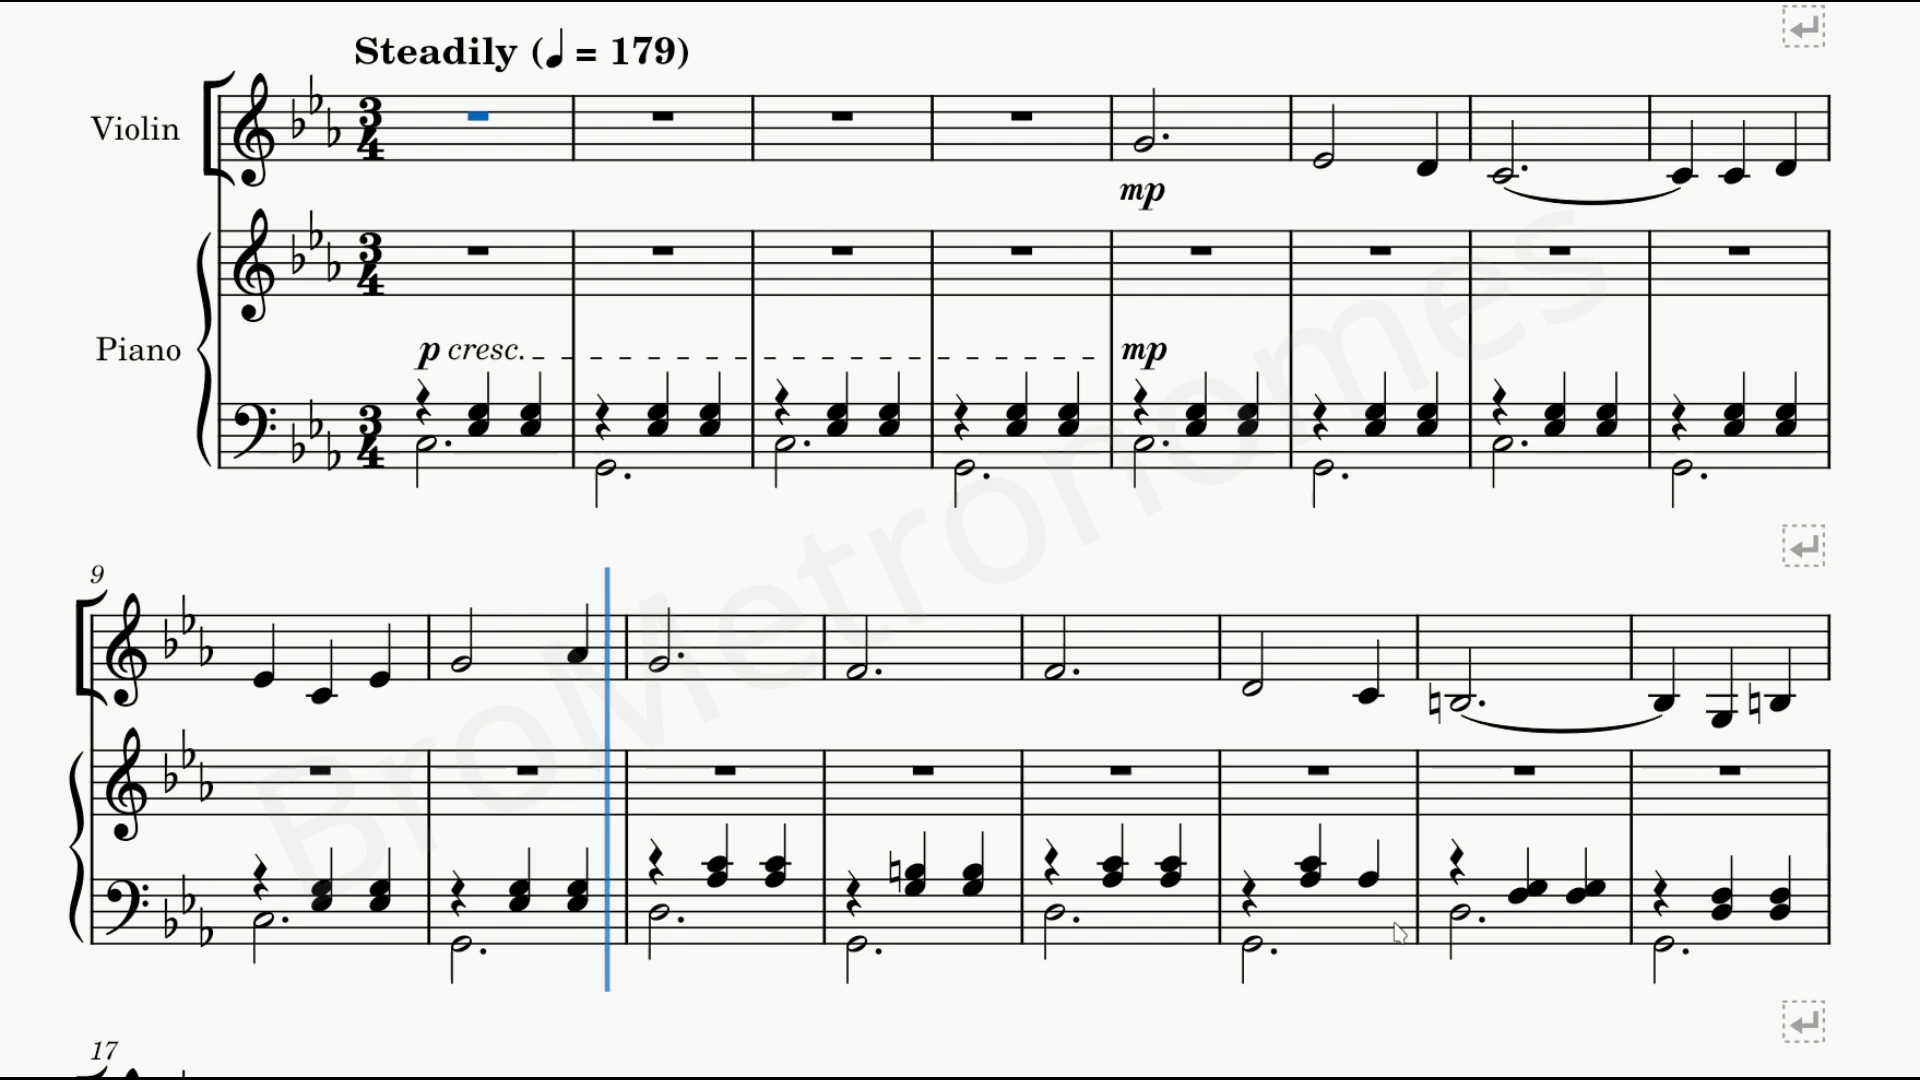 Steadily (♩ = 179)
Violin
3
4
mp
3
4
Piano
p cresc.
mp
3
4
9
17
BroMetronomes